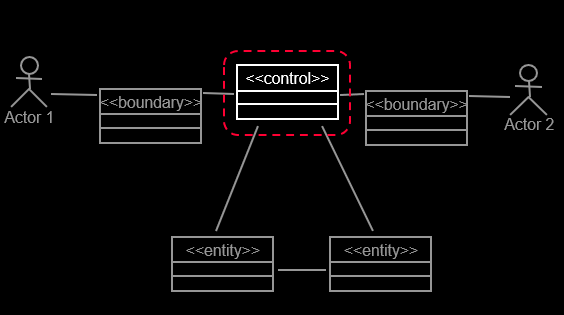 <<control>>
<<boundary>>
<<boundary>>
Actor 1
Actor 2
<<entity>>
<<entity>>